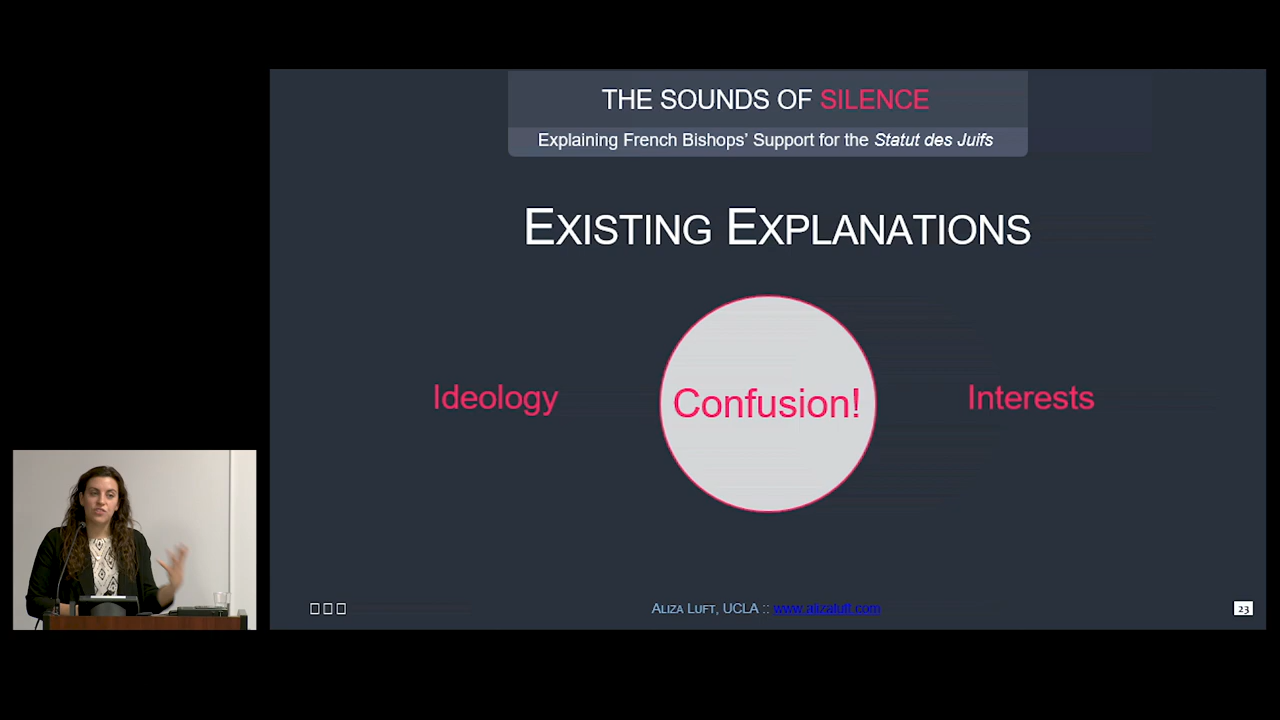 THE SOUNDS OF SILENCE
Explaining French Bishops' Support for the Statut des Juifs
EXISTING EXPLANATIONS
Ideology
Confusion!
Interests
ALIZA LUFT, UCLA :: www.alizaluft.com
23